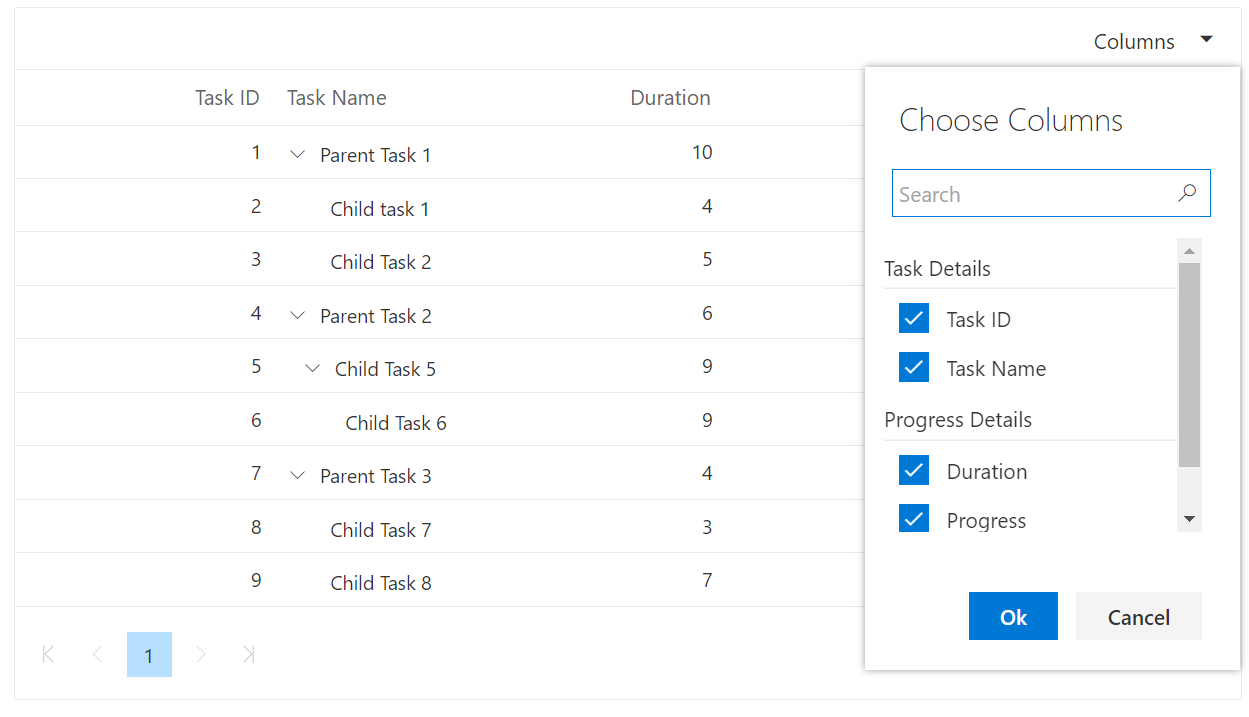 Columns
Task ID Task Name Duration
1 Parent Task 1 10
2 Child task 1 4
3 Child Task 2 5
4 Parent Task 2 6
5 Child Task 5 9
6 Child Task 6 9
7 Parent Task 3 4
8 Child Task 7 3
9 Child Task 8 7
1
Choose Columns
Search
Task Details
Task ID
Task Name
Progress Details
Duration
Progress
Ok Cancel